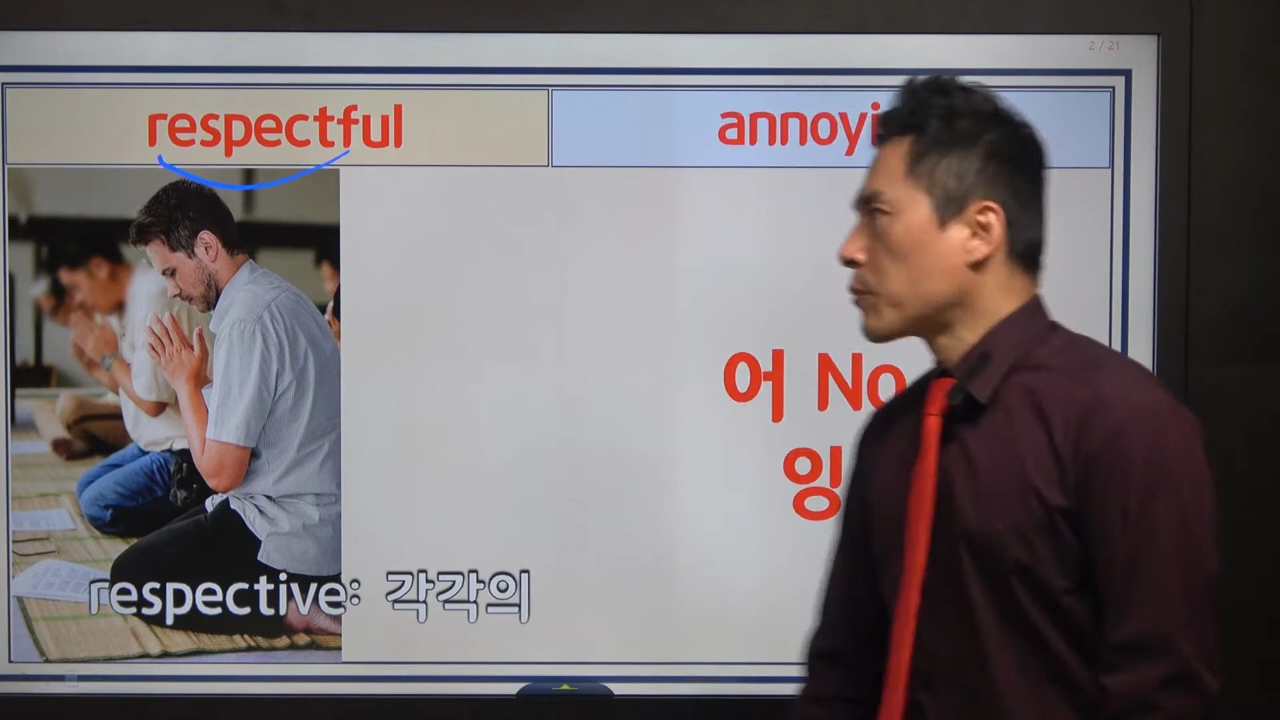 2 / 21
respectful
annoyi
어 No
잉
respective: 각각의